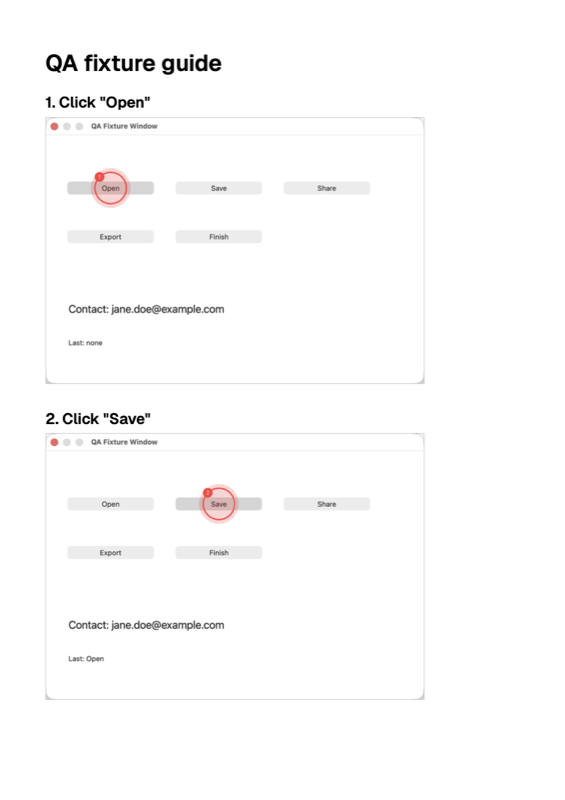 QA fixture guide
1. Click "Open"
QA Fixture Window
1
Open Save Share
Export Finish
Contact: jane.doe@example.com
Last: none
2. Click "Save"
QA Fixture Window
2
Open Save Share
Export Finish
Contact: jane.doe@example.com
Last: Open